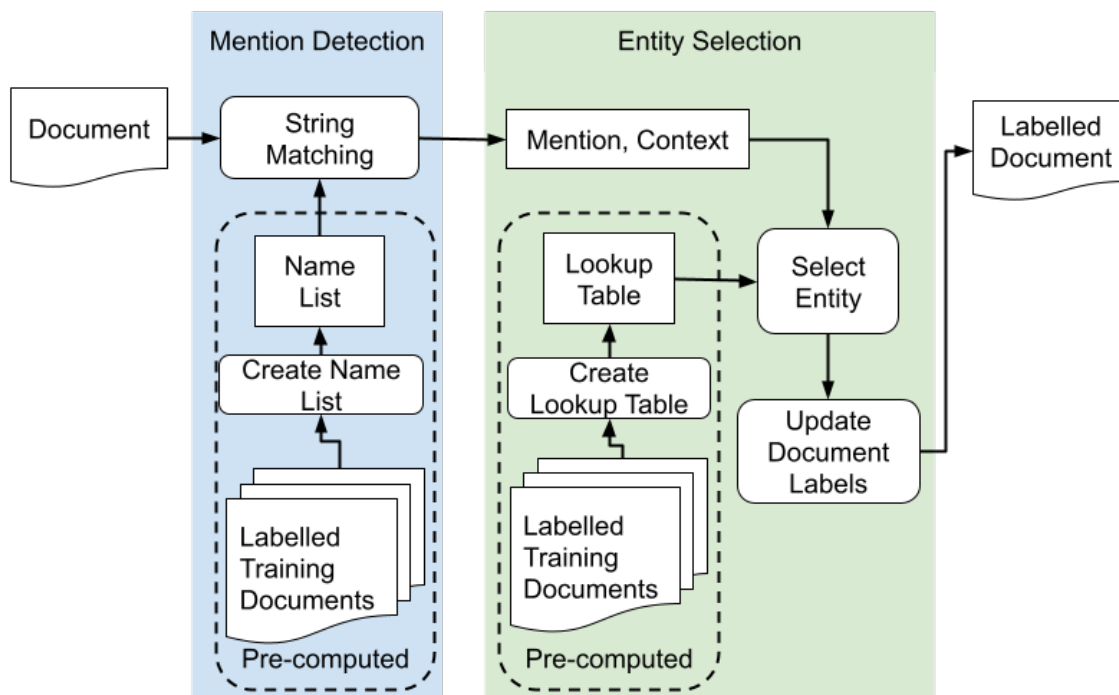 Mention Detection
Entity Selection
Document
String
Matching
Mention, Context
Labelled
Document
Name
List
Lookup
Table
Select
Entity
Create Name
List
Create
Lookup Table
Update
Document
Labels
Labelled
Training
Documents
Labelled
Training
Documents
Pre-computed
Pre-computed